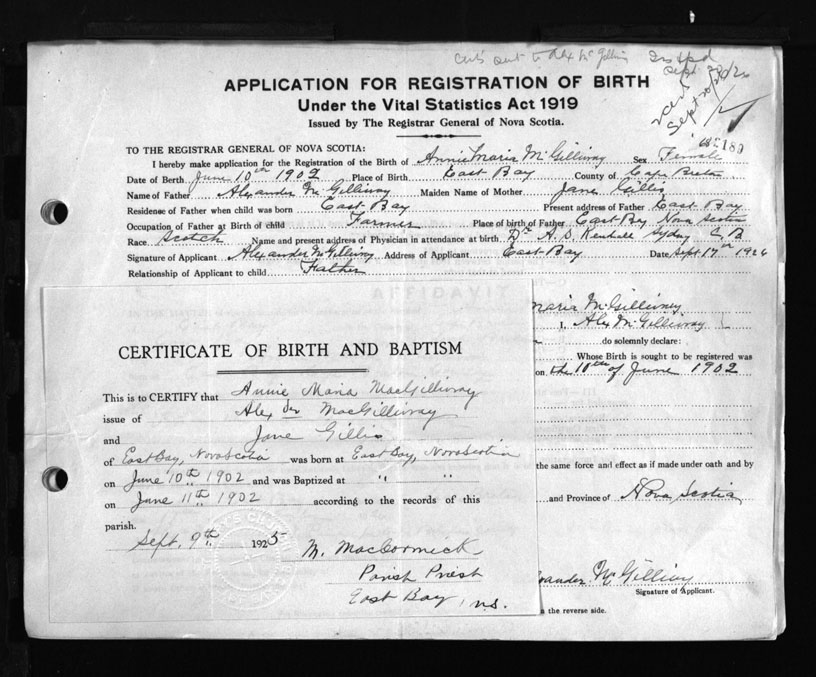 Cert. sent to Alex McGillivry
APPLICATION FOR REGISTRATION OF BIRTH
Under the Vital Statistics Act 1919
Issued by The Registrar General of Nova Scotia.
TO THE REGISTRAR GENERAL OF NOVA SCOTIA:
I hereby make application for the Registration of the Birth of Annie Maria McGillivray Sex Female
Date of Birth June 10th 1902 Place of Birth East Bay County of Cape Breton
Name of Father Alexander McGillivray Maiden Name of Mother Jane Gillis
Residense of Father when child was born East Bay Present address of Father East Bay
Occupation of Father at Birth of child Farmer Place of birth of Father East Bay Nova Scotia
Race Scotch Name and present address of Physician in attendance at birth Dr A. D. Kendall Sydney C B
Signature of Applicant Alexander McGillivry Address of Applicant East Bay Date Sept 17th 1926
Relationship of Applicant to child Father
CERTIFICATE OF BIRTH AND BAPTISM
This is to CERTIFY that Annie Maria MacGillivray
issue of Alex der MacGillivray
and Jane Gillis
of East Bay, Nova Scotia was born at East Bay, Nova Scotia
on June 10th 1902 and was Baptized at " "
on June 11th 1902 according to the records of this
parish.
Sept. 9th 1925
M. MacCormick
Parish Priest
East Bay, N.S.
Maria McGillivrey
I, Alex McGillivray
do solemnly declare:
Whose Birth is sought to be registered was
on the 10th of June 1902
the same force and effect as if made under oath and by
and Province of Nova Scotia
Signature of Applicant.
the reverse side.